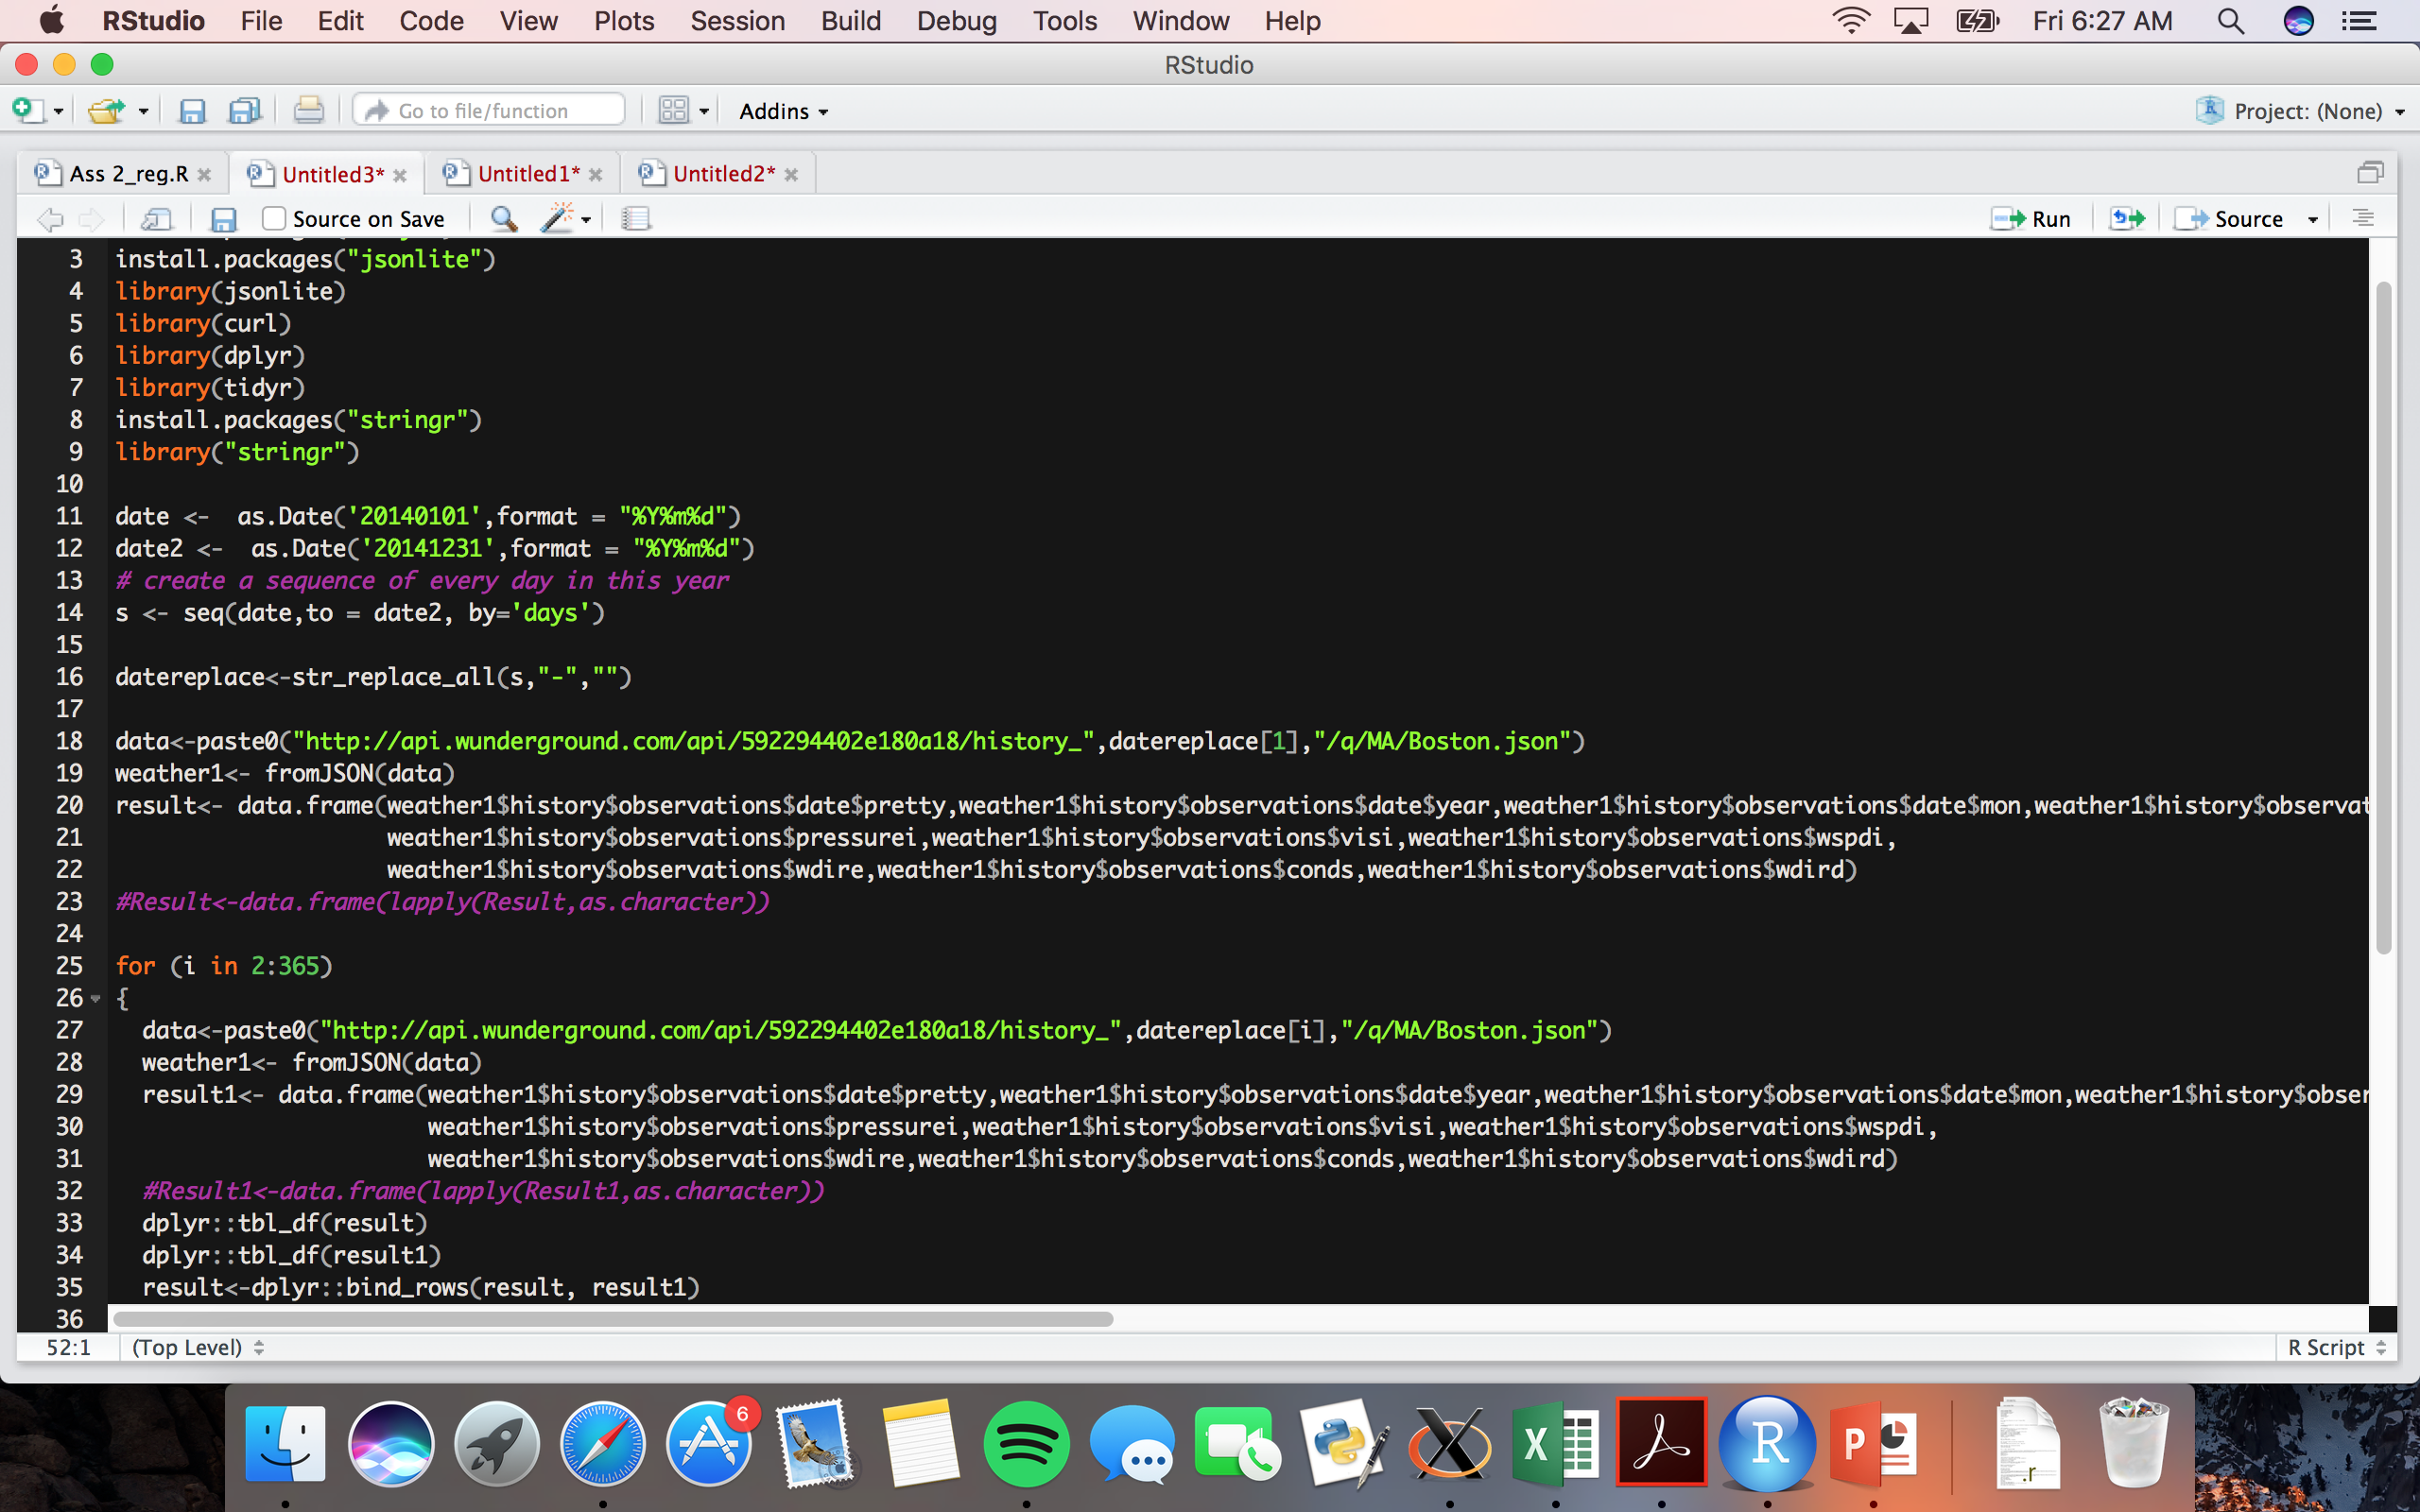 RStudio File Edit Code View Plots Session Build Debug Tools Window Help Fri 6:27 AM
RStudio
Go to file/function Addins Project: (None)
Ass 2_reg.R Untitled3* Untitled1* Untitled2*
Source on Save Run Source
3 install.packages("jsonlite")
4 library(jsonlite)
5 library(curl)
6 library(dplyr)
7 library(tidyr)
8 install.packages("stringr")
9 library("stringr")
10
11 date <-  as.Date('20140101',format = "%Y%m%d")
12 date2 <-  as.Date('20141231',format = "%Y%m%d")
13 # create a sequence of every day in this year
14 s <- seq(date,to = date2, by='days')
15
16 datereplace<-str_replace_all(s,"-","")
17
18 data<-paste0("http://api.wunderground.com/api/592294402e180a18/history_",datereplace[1],"/q/MA/Boston.json")
19 weather1<- fromJSON(data)
20 result<- data.frame(weather1$history$observations$date$pretty,weather1$history$observations$date$year,weather1$history$observations$date$mon,weather1$history$observat
21 weather1$history$observations$pressurei,weather1$history$observations$visi,weather1$history$observations$wspdi,
22 weather1$history$observations$wdire,weather1$history$observations$conds,weather1$history$observations$wdird)
23 #Result<-data.frame(lapply(Result,as.character))
24
25 for (i in 2:365)
26 {
27 data<-paste0("http://api.wunderground.com/api/592294402e180a18/history_",datereplace[i],"/q/MA/Boston.json")
28 weather1<- fromJSON(data)
29 result1<- data.frame(weather1$history$observations$date$pretty,weather1$history$observations$date$year,weather1$history$observations$date$mon,weather1$history$obser
30 weather1$history$observations$pressurei,weather1$history$observations$visi,weather1$history$observations$wspdi,
31 weather1$history$observations$wdire,weather1$history$observations$conds,weather1$history$observations$wdird)
32 #Result1<-data.frame(lapply(Result1,as.character))
33 dplyr::tbl_df(result)
34 dplyr::tbl_df(result1)
35 result<-dplyr::bind_rows(result, result1)
36
52:1 (Top Level) R Script
6
X R P .r